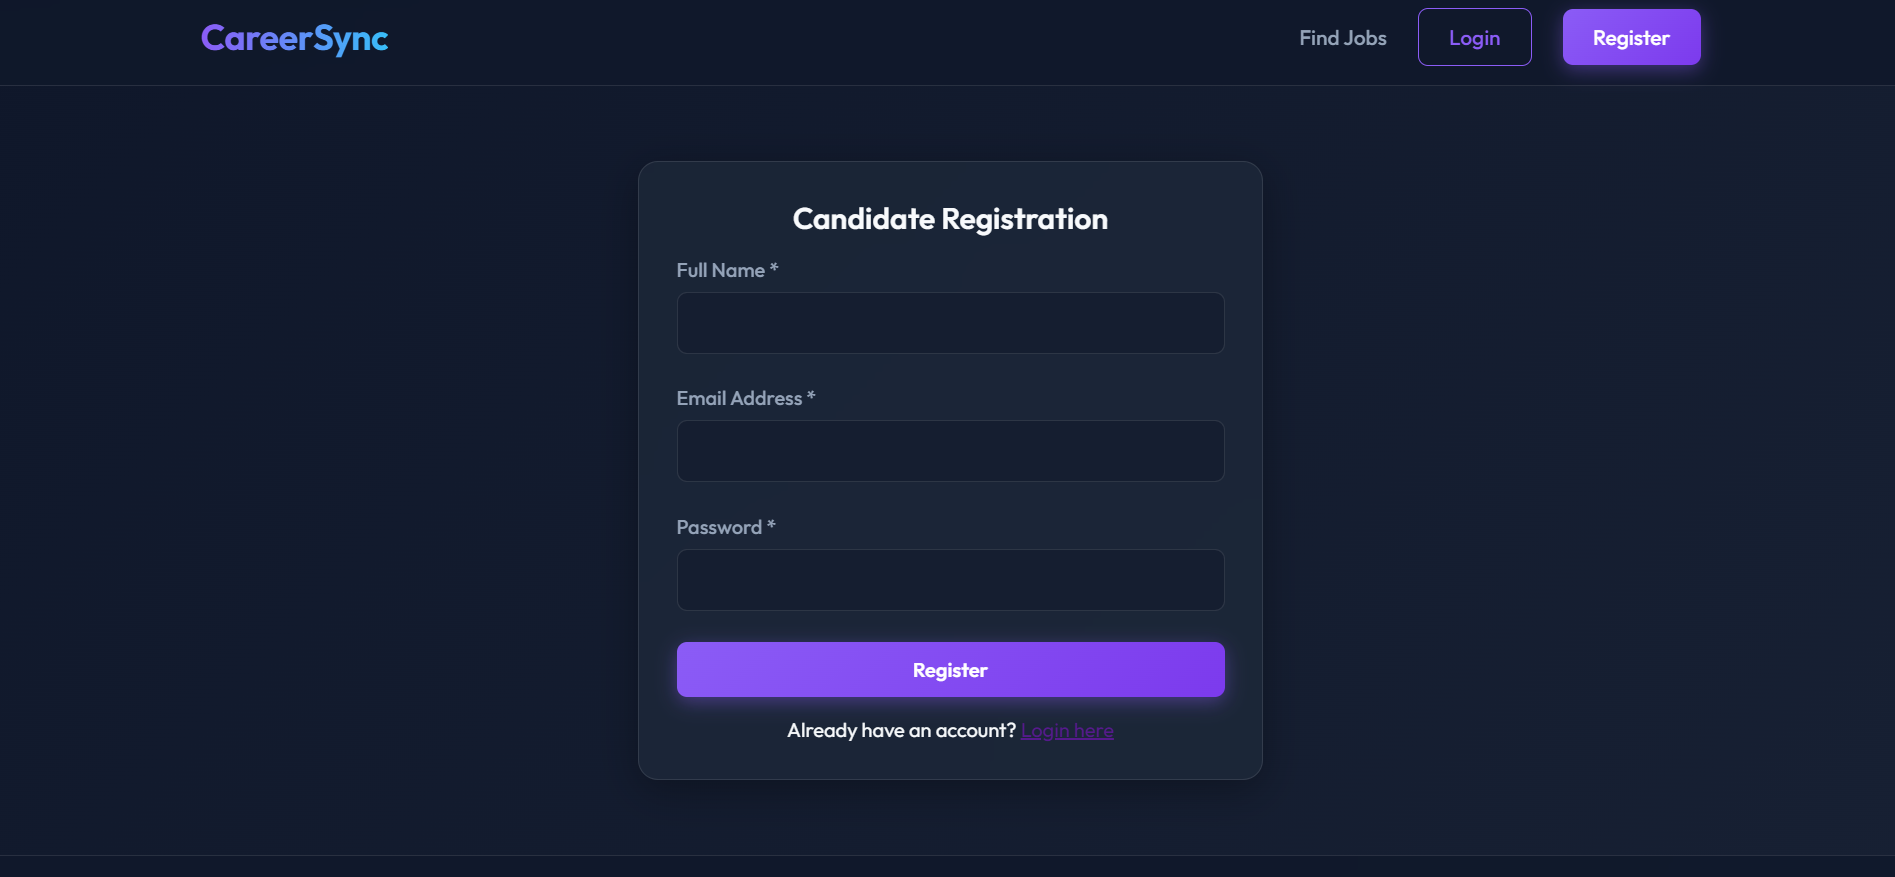 CareerSync
Find Jobs
Login
Register
Candidate Registration
Full Name *
Email Address *
Password *
Register
Already have an account? Login here